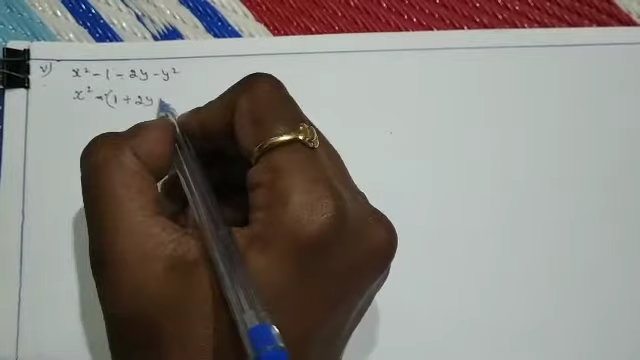 v) x² - 1 - 2y - y²
x² - (1 + 2y